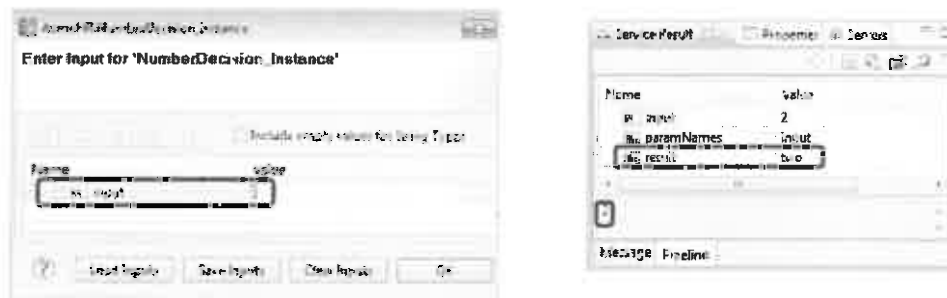 Enter Input for 'NumberDecision_Instance'
Include empty values for String Types
Name Value
input
Load Inputs Save Inputs Clear Inputs OK
Service Result Properties Servers
Name Value
input 2
paramNames input
result two
Message Pipeline